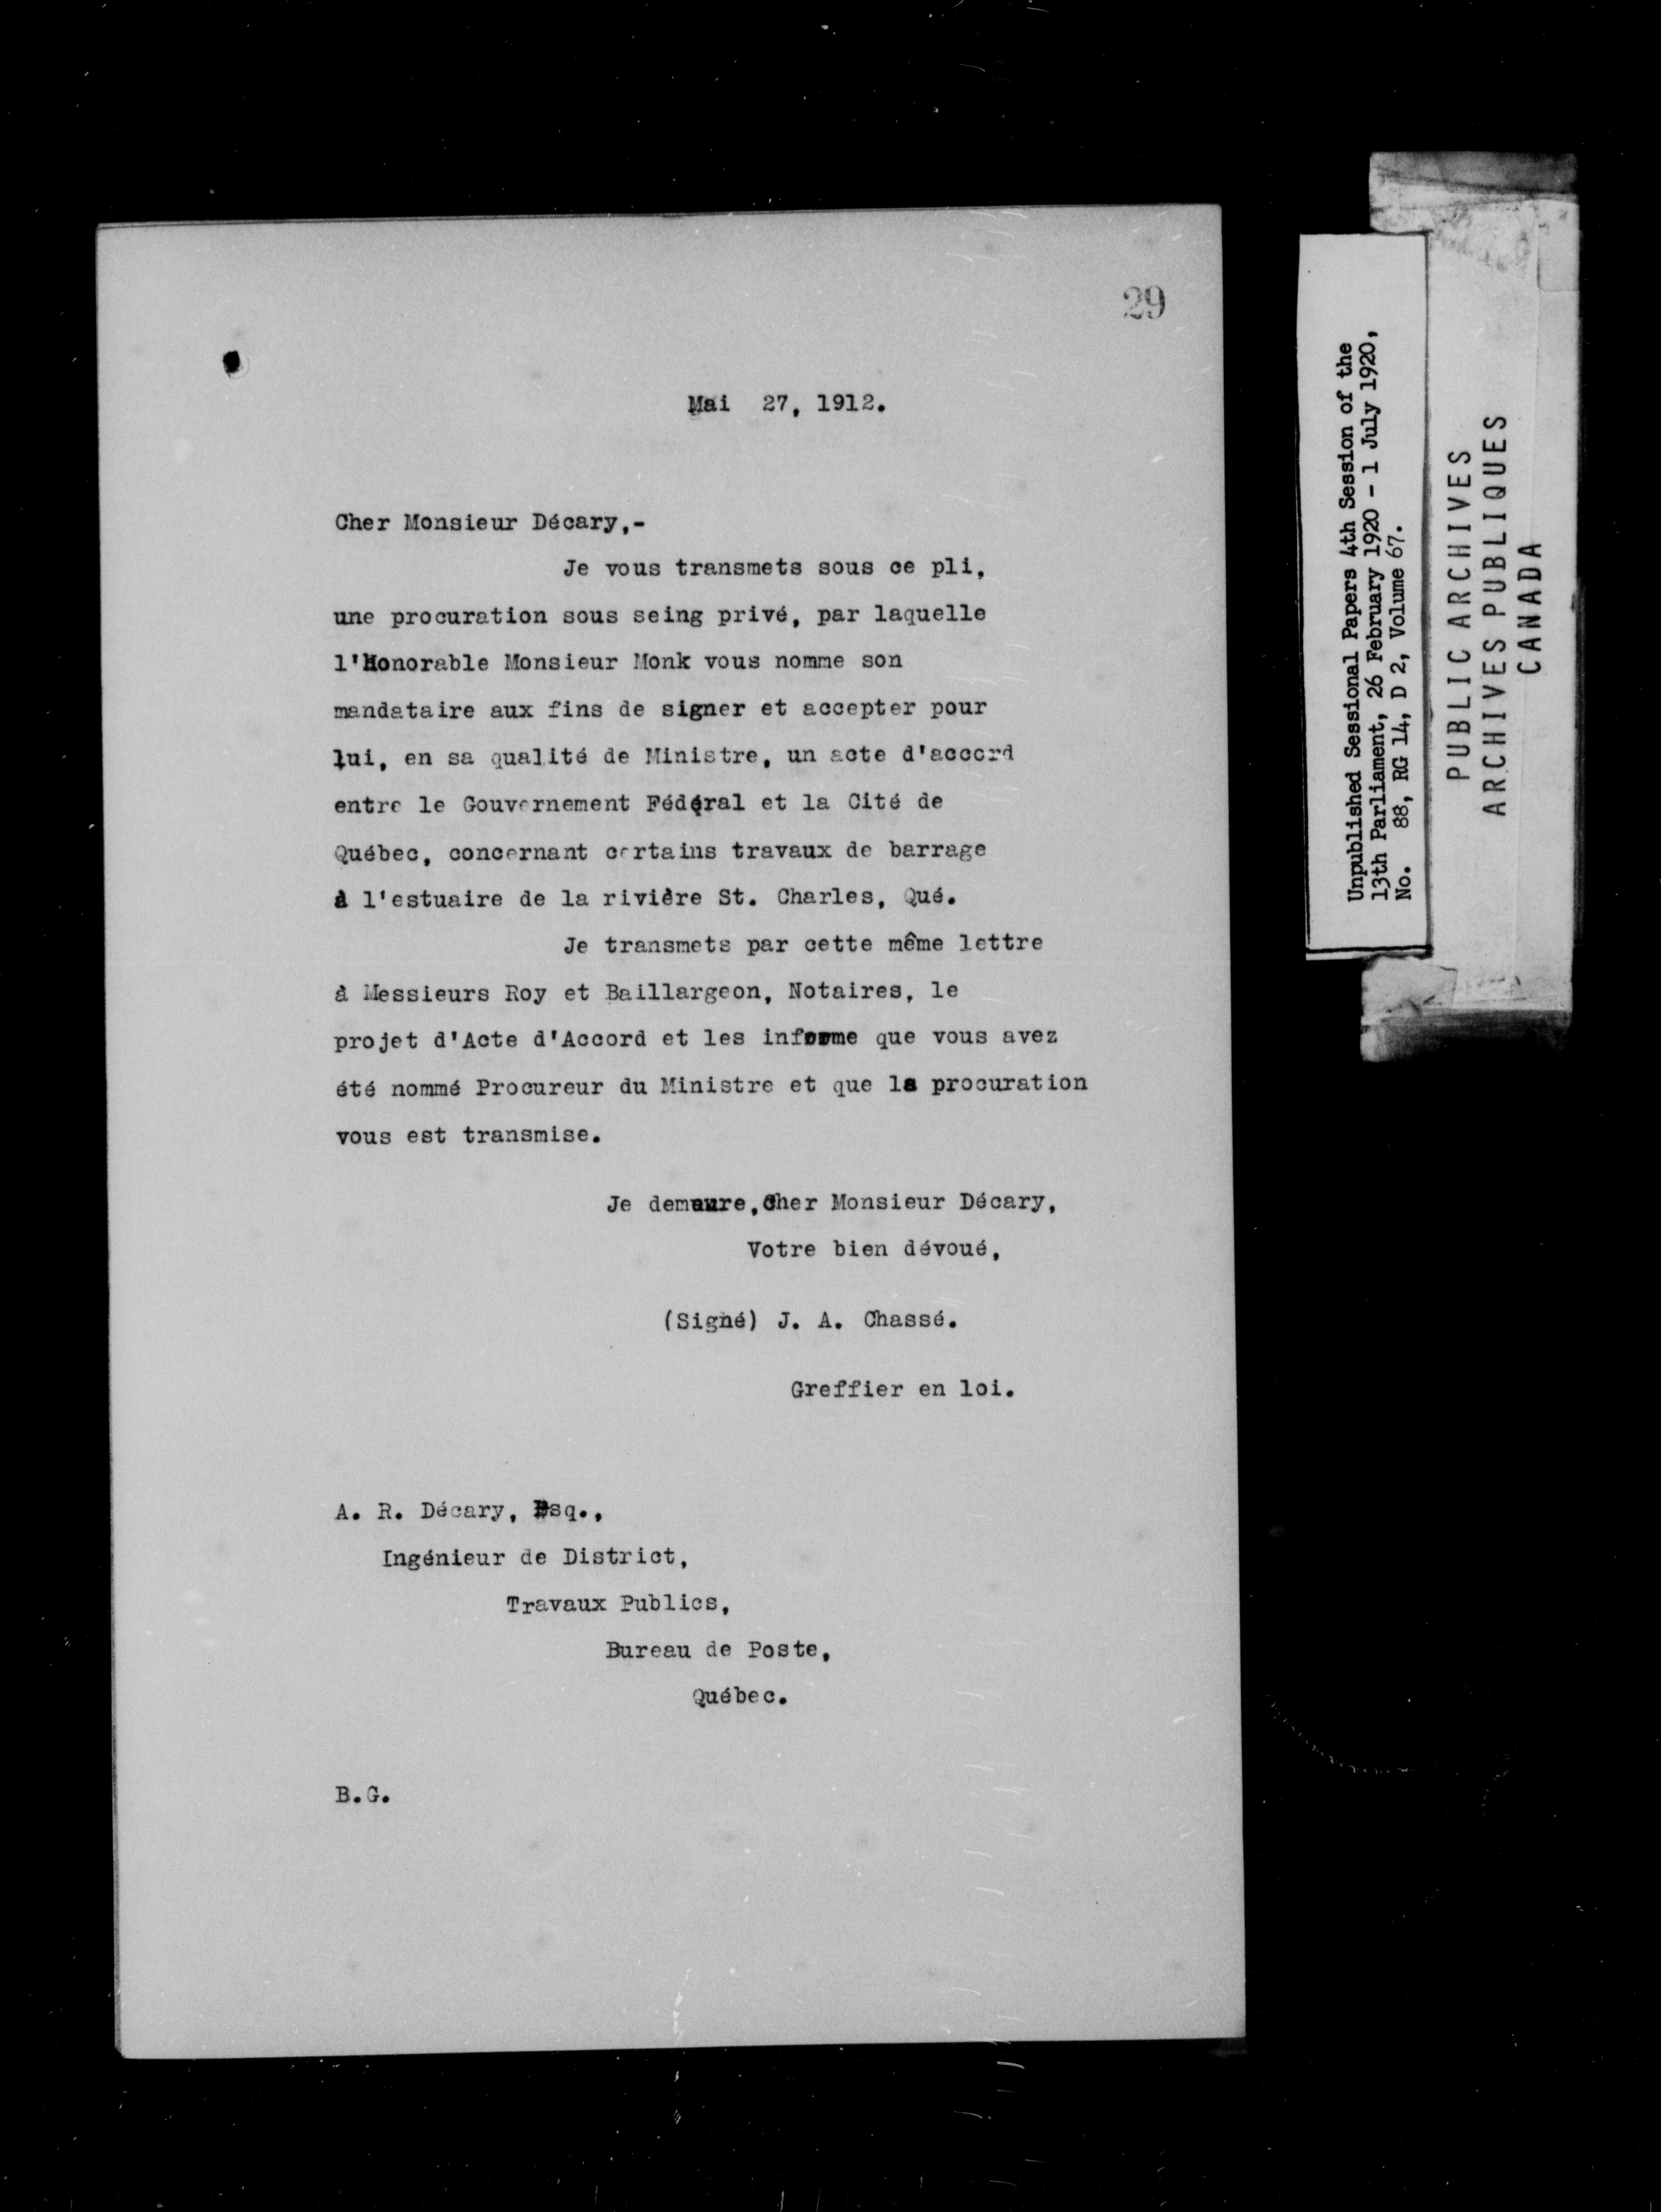 29
Mai 27, 1912.
Cher Monsieur Décary,-
Je vous transmets sous ce pli,
une procuration sous seing privé, par laquelle
l'Honorable Monsieur Monk vous nomme son
mandataire aux fins de signer et accepter pour
lui, en sa qualité de Ministre, un acte d'accord
entre le Gouvernement Fédéral et la Cité de
Québec, concernant certains travaux de barrage
à l'estuaire de la rivière St. Charles, Qué.
Je transmets par cette même lettre
à Messieurs Roy et Baillargeon, Notaires, le
projet d'Acte d'Accord et les informe que vous avez
été nommé Procureur du Ministre et que la procuration
vous est transmise.
Je demeure, Cher Monsieur Décary,
Votre bien dévoué,
(Signé) J. A. Chassé.
Greffier en loi.
A. R. Décary, Esq.,
Ingénieur de District,
Travaux Publics,
Bureau de Poste,
Québec.
B.G.
Unpublished Sessional Papers 4th Session of the
13th Parliament, 26 February 1920 - 1 July 1920,
No. 88, RG 14, D 2, Volume 67.
PUBLIC ARCHIVES
ARCHIVES PUBLIQUES
CANADA